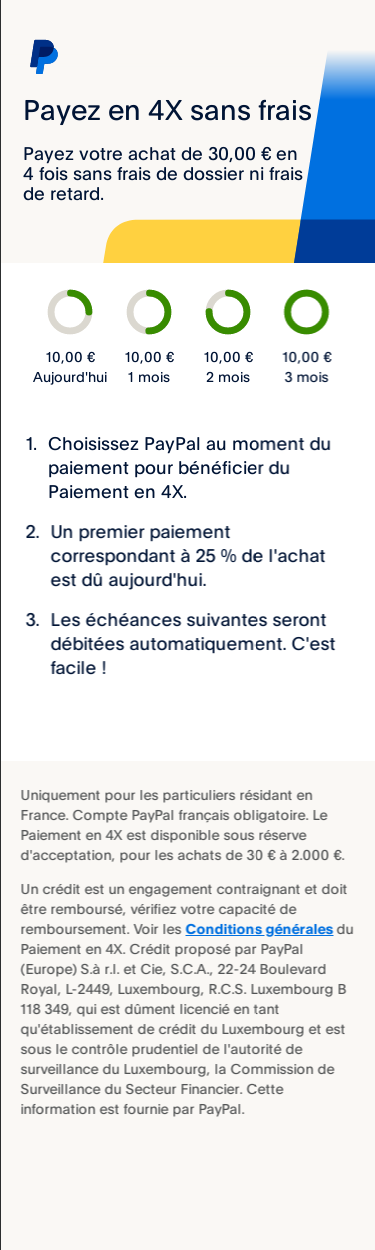 Payez en 4X sans frais
Payez votre achat de 30,00 € en
4 fois sans frais de dossier ni frais
de retard.
10,00 € 10,00 € 10,00 € 10,00 €
Aujourd'hui 1 mois 2 mois 3 mois
1. Choisissez PayPal au moment du
paiement pour bénéficier du
Paiement en 4X.
2. Un premier paiement
correspondant à 25 % de l'achat
est dû aujourd'hui.
3. Les échéances suivantes seront
débitées automatiquement. C'est
facile !
Uniquement pour les particuliers résidant en
France. Compte PayPal français obligatoire. Le
Paiement en 4X est disponible sous réserve
d'acceptation, pour les achats de 30 € à 2.000 €.
Un crédit est un engagement contraignant et doit
être remboursé, vérifiez votre capacité de
remboursement. Voir les Conditions générales du
Paiement en 4X. Crédit proposé par PayPal
(Europe) S.à r.l. et Cie, S.C.A., 22-24 Boulevard
Royal, L-2449, Luxembourg, R.C.S. Luxembourg B
118 349, qui est dûment licencié en tant
qu'établissement de crédit du Luxembourg et est
sous le contrôle prudentiel de l'autorité de
surveillance du Luxembourg, la Commission de
Surveillance du Secteur Financier. Cette
information est fournie par PayPal.